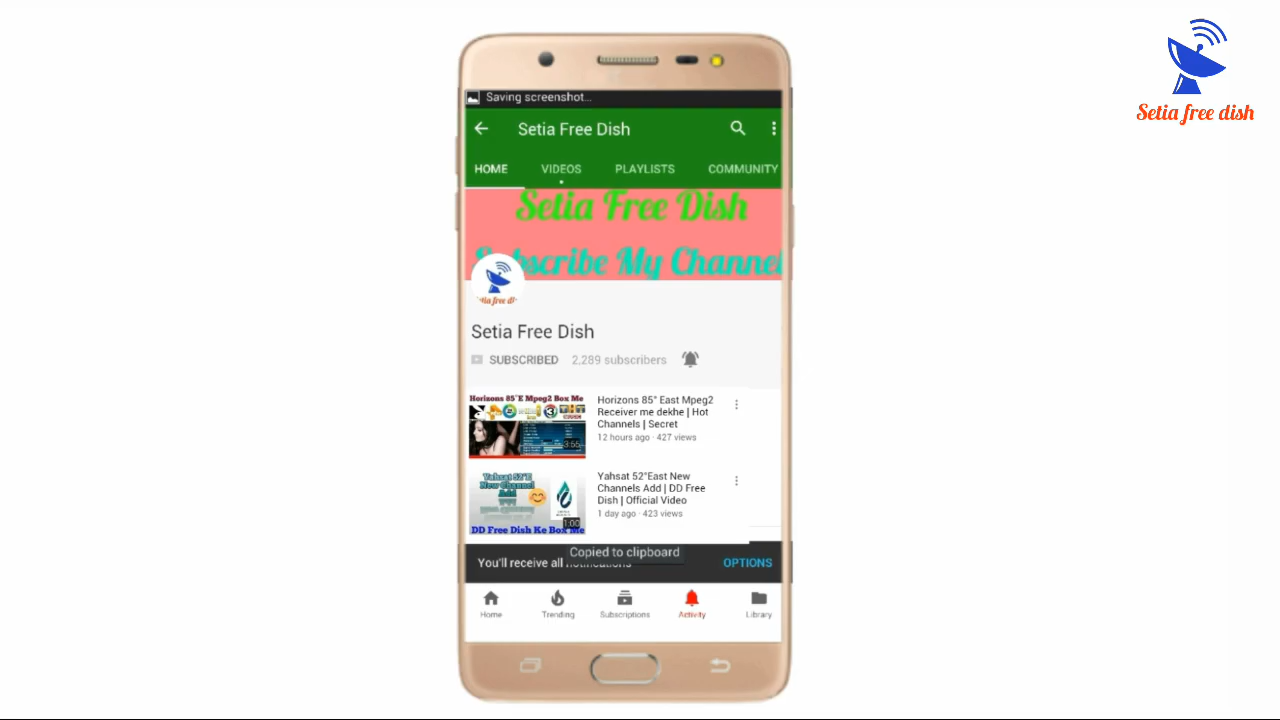 Setia free dish
Saving screenshot...
Setia Free Dish
HOME VIDEOS PLAYLISTS COMMUNITY
Setia Free Dish
Subscribe My Channel
Setia Free Dish
SUBSCRIBED 2,289 subscribers
Horizons 85°E Mpeg2 Box Me
3:55
Horizons 85° East Mpeg2
Receiver me dekhe | Hot
Channels | Secret
12 hours ago · 427 views
Yahsat 52°E
New Channel
Add
1:00
DD Free Dish Ke Box Me
Yahsat 52°East New
Channels Add | DD Free
Dish | Official Video
1 day ago · 423 views
Copied to clipboard
You'll receive all notifications OPTIONS
Home Trending Subscriptions Activity Library